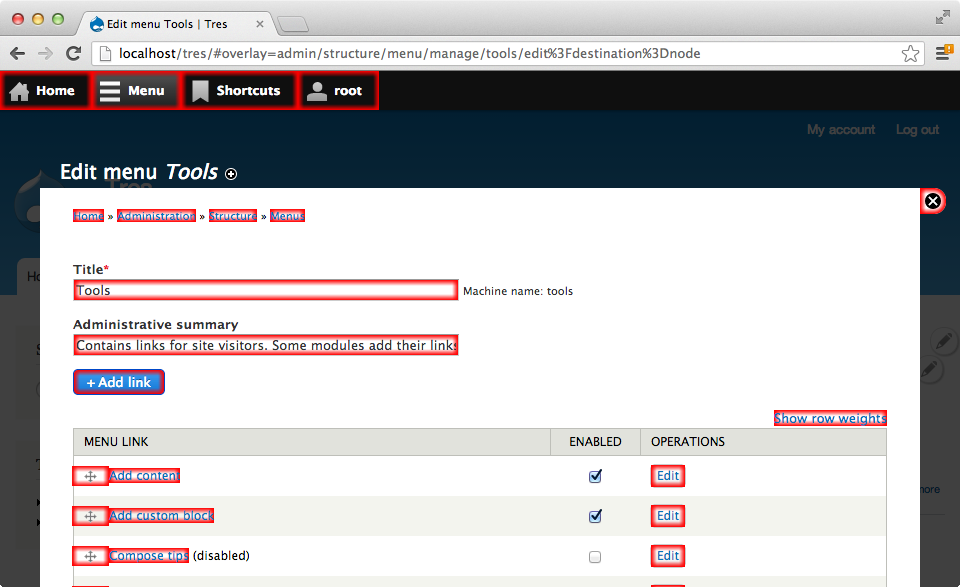 Edit menu Tools | Tres
localhost/tres/#overlay=admin/structure/menu/manage/tools/edit%3Fdestination%3Dnode
Home Menu Shortcuts root
My account Log out
Edit menu Tools
Tres
Home » Administration » Structure » Menus
Title*
Tools Machine name: tools
Administrative summary
Contains links for site visitors. Some modules add their links
+ Add link
Show row weights
MENU LINK ENABLED OPERATIONS
Add content Edit
Add custom block Edit
Compose tips (disabled) Edit